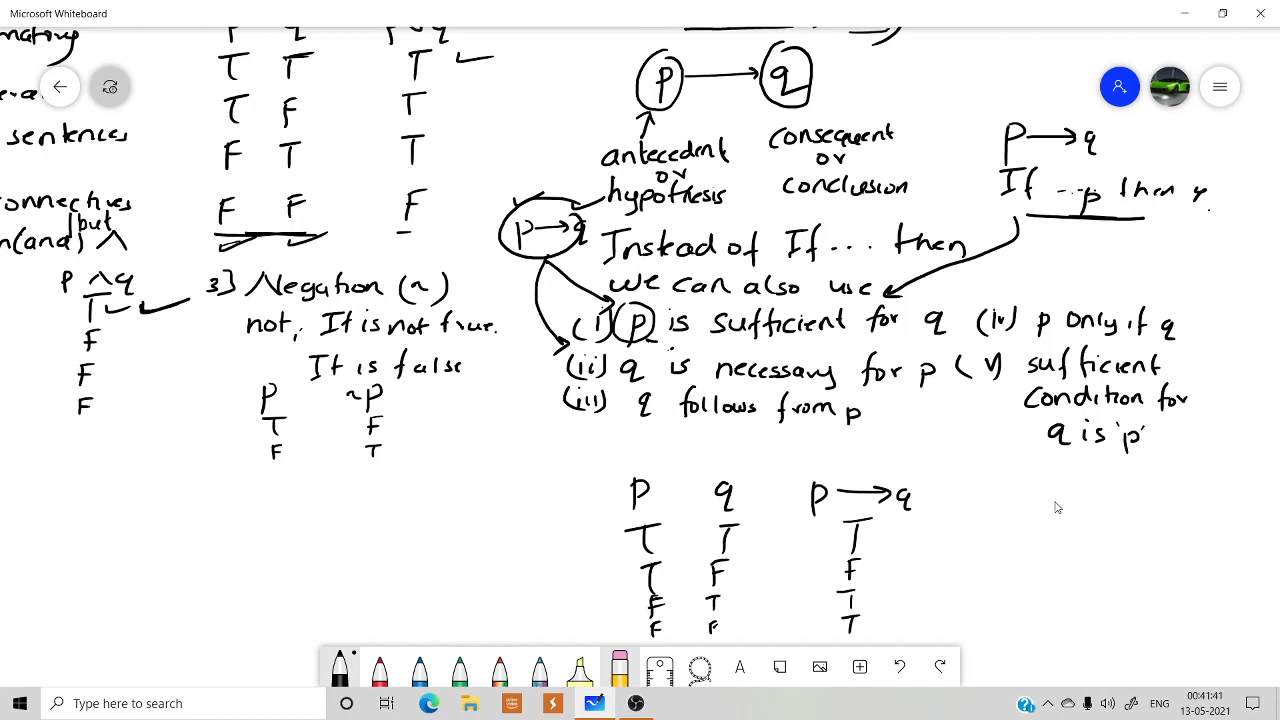 Microsoft Whiteboard
sentences
connectives
but
(and) ∧
p ∧q
T
F
F
F
T T T
T F T
F T T
F F F
3] Negation (~)
not, It is not true.
It is false
P ~P
T F
F T
p → q
antecedent
or
hypothesis
consequent
or
conclusion
P → q
If ...p then
p→q
Instead of If ... then
we can also use
(i) p is sufficient for q
(ii) q is necessary for p
(iii) q follows from p
(iv) p only if q
(v) sufficient
condition for
q is 'p'
p q p → q
T T T
T F F
F T T
F F T
Type here to search
ENG
00:41:41
13-05-2021